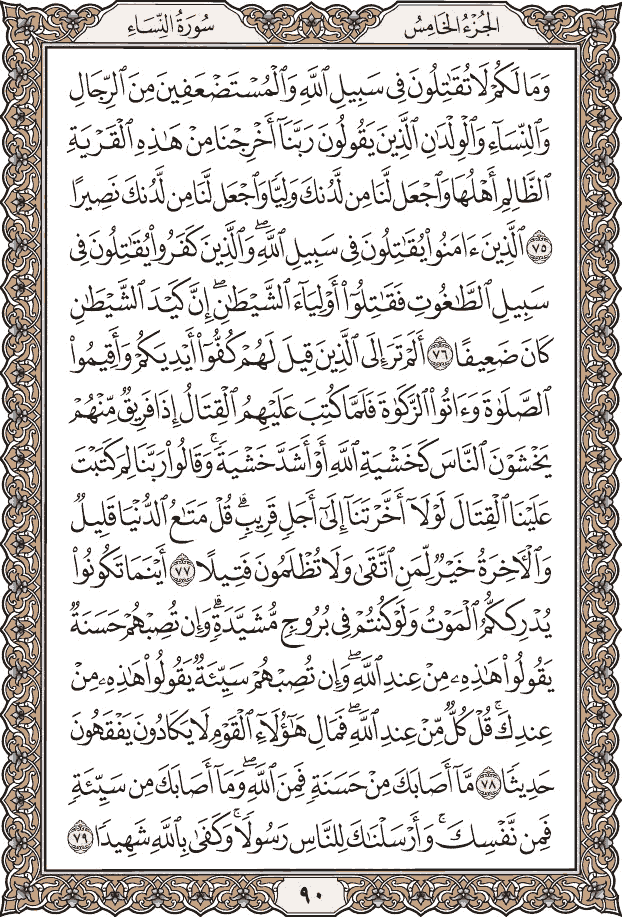 الجُزْءُ الخَامِسُ
سُورَةُ النِّسَاءِ
وَمَا لَكُمْ لَا تُقَٰتِلُونَ فِى سَبِيلِ ٱللَّهِ وَٱلْمُسْتَضْعَفِينَ مِنَ ٱلرِّجَالِ
وَٱلنِّسَآءِ وَٱلْوِلْدَٰنِ ٱلَّذِينَ يَقُولُونَ رَبَّنَآ أَخْرِجْنَا مِنْ هَٰذِهِ ٱلْقَرْيَةِ
ٱلظَّالِمِ أَهْلُهَا وَٱجْعَل لَّنَا مِن لَّدُنكَ وَلِيًّا وَٱجْعَل لَّنَا مِن لَّدُنكَ نَصِيرًا
٧٥ ٱلَّذِينَ ءَامَنُوا۟ يُقَٰتِلُونَ فِى سَبِيلِ ٱللَّهِ ۖ وَٱلَّذِينَ كَفَرُوا۟ يُقَٰتِلُونَ فِى
سَبِيلِ ٱلطَّٰغُوتِ فَقَٰتِلُوٓا۟ أَوْلِيَآءَ ٱلشَّيْطَٰنِ ۖ إِنَّ كَيْدَ ٱلشَّيْطَٰنِ
كَانَ ضَعِيفًا ٧٦ أَلَمْ تَرَ إِلَى ٱلَّذِينَ قِيلَ لَهُمْ كُفُّوٓا۟ أَيْدِيَكُمْ وَأَقِيمُوا۟
ٱلصَّلَوٰةَ وَءَاتُوا۟ ٱلزَّكَوٰةَ فَلَمَّا كُتِبَ عَلَيْهِمُ ٱلْقِتَالُ إِذَا فَرِيقٌ مِّنْهُمْ
يَخْشَوْنَ ٱلنَّاسَ كَخَشْيَةِ ٱللَّهِ أَوْ أَشَدَّ خَشْيَةً ۚ وَقَالُوا۟ رَبَّنَا لِمَ كَتَبْتَ
عَلَيْنَا ٱلْقِتَالَ لَوْلَآ أَخَّرْتَنَآ إِلَىٰٓ أَجَلٍ قَرِيبٍ ۗ قُلْ مَتَٰعُ ٱلدُّنْيَا قَلِيلٌ
وَٱلْءَاخِرَةُ خَيْرٌ لِّمَنِ ٱتَّقَىٰ وَلَا تُظْلَمُونَ فَتِيلًا ٧٧ أَيْنَمَا تَكُونُوا۟
يُدْرِككُّمُ ٱلْمَوْتُ وَلَوْ كُنتُمْ فِى بُرُوجٍ مُّشَيَّدَةٍ ۗ وَإِن تُصِبْهُمْ حَسَنَةٌ
يَقُولُوا۟ هَٰذِهِۦ مِنْ عِندِ ٱللَّهِ ۖ وَإِن تُصِبْهُمْ سَيِّئَةٌ يَقُولُوا۟ هَٰذِهِۦ مِنْ
عِندِكَ ۚ قُلْ كُلٌّ مِّنْ عِندِ ٱللَّهِ ۖ فَمَالِ هَٰٓؤُلَآءِ ٱلْقَوْمِ لَا يَكَادُونَ يَفْقَهُونَ
حَدِيثًا ٧٨ مَّآ أَصَابَكَ مِنْ حَسَنَةٍ فَمِنَ ٱللَّهِ ۖ وَمَآ أَصَابَكَ مِن سَيِّئَةٍ
فَمِن نَّفْسِكَ ۚ وَأَرْسَلْنَٰكَ لِلنَّاسِ رَسُولًا ۚ وَكَفَىٰ بِٱللَّهِ شَهِيدًا ٧٩
٩٠